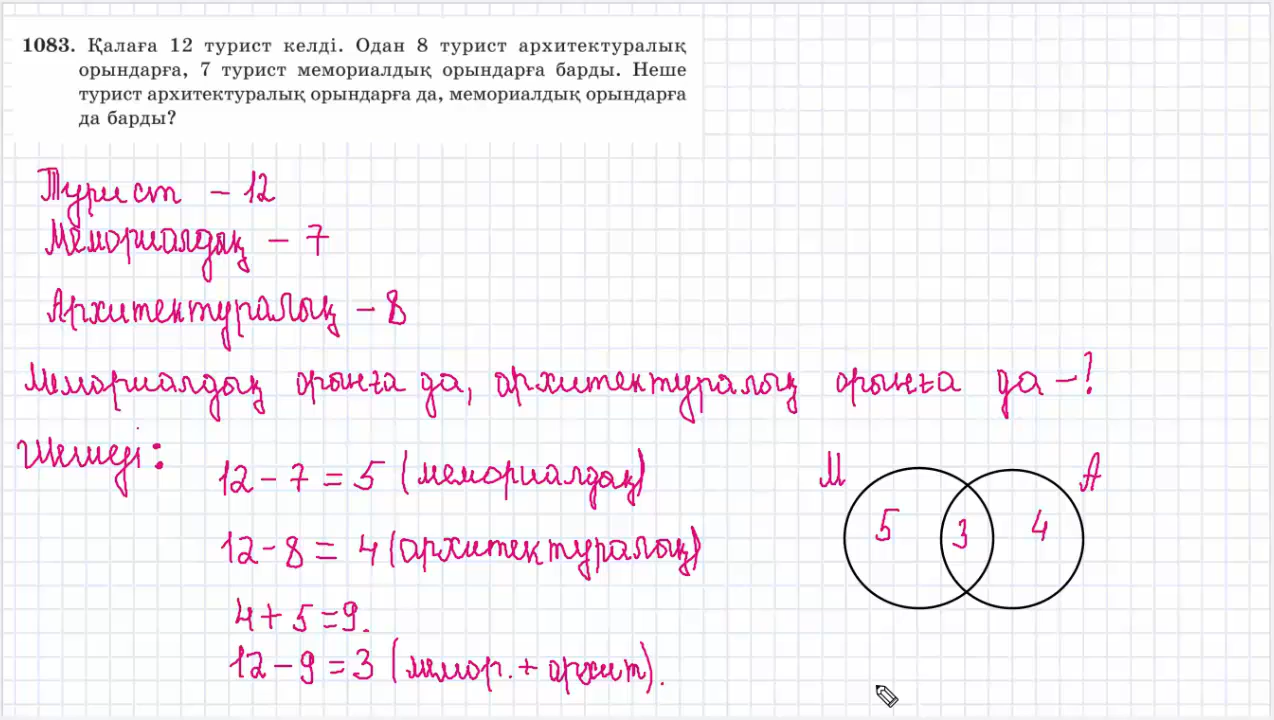 1083. Қалаға 12 турист келді. Одан 8 турист архитектуралық
орындарға, 7 турист мемориалдық орындарға барды. Неше
турист архитектуралық орындарға да, мемориалдық орындарға
да барды?
Турист – 12
Мемориалдық – 7
Архитектуралық – 8
Мемориалдық орынға да, архитектуралық орынға да – ?
Шешеді:
12 – 7 = 5 (мемориалдық)
12 - 8 = 4 (архитектуралық)
4 + 5 = 9.
12 – 9 = 3 (мемор. + архит).
М А
5 3 4